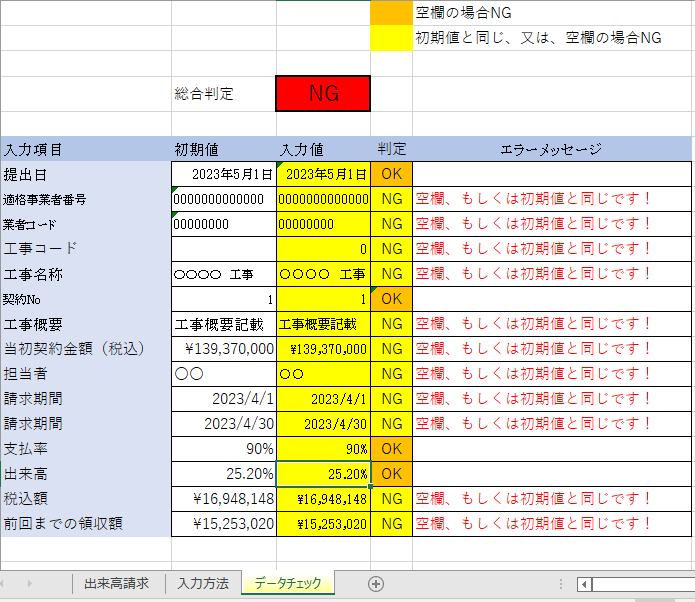 空欄の場合NG
初期値と同じ、又は、空欄の場合NG
総合判定 NG
入力項目 初期値 入力値 判定 エラーメッセージ
提出日 2023年5月1日 2023年5月1日 OK
適格事業者番号 0000000000000 0000000000000 NG 空欄、もしくは初期値と同じです！
業者コード 00000000 00000000 NG 空欄、もしくは初期値と同じです！
工事コード 0 NG 空欄、もしくは初期値と同じです！
工事名称 〇〇〇〇 工事 〇〇〇〇 工事 NG 空欄、もしくは初期値と同じです！
契約No 1 1 OK
工事概要 工事概要記載 工事概要記載 NG 空欄、もしくは初期値と同じです！
当初契約金額（税込） ¥139,370,000 ¥139,370,000 NG 空欄、もしくは初期値と同じです！
担当者 〇〇 〇〇 NG 空欄、もしくは初期値と同じです！
請求期間 2023/4/1 2023/4/1 NG 空欄、もしくは初期値と同じです！
請求期間 2023/4/30 2023/4/30 NG 空欄、もしくは初期値と同じです！
支払率 90% 90% OK
出来高 25.20% 25.20% OK
税込額 ¥16,948,148 ¥16,948,148 NG 空欄、もしくは初期値と同じです！
前回までの領収額 ¥15,253,020 ¥15,253,020 NG 空欄、もしくは初期値と同じです！
出来高請求 入力方法 データチェック